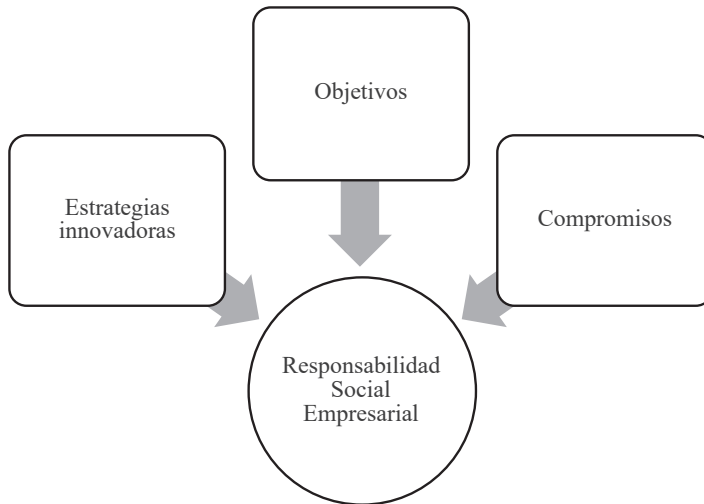 Objetivos
Estrategias
innovadoras
Compromisos
Responsabilidad
Social
Empresarial